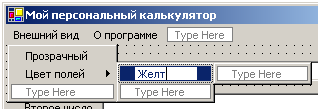 Мой персональный калькулятор
Внешний вид О программе Type Here
Прозрачный
Цвет полей Желт Type Here
Type Here Type Here
Второе число